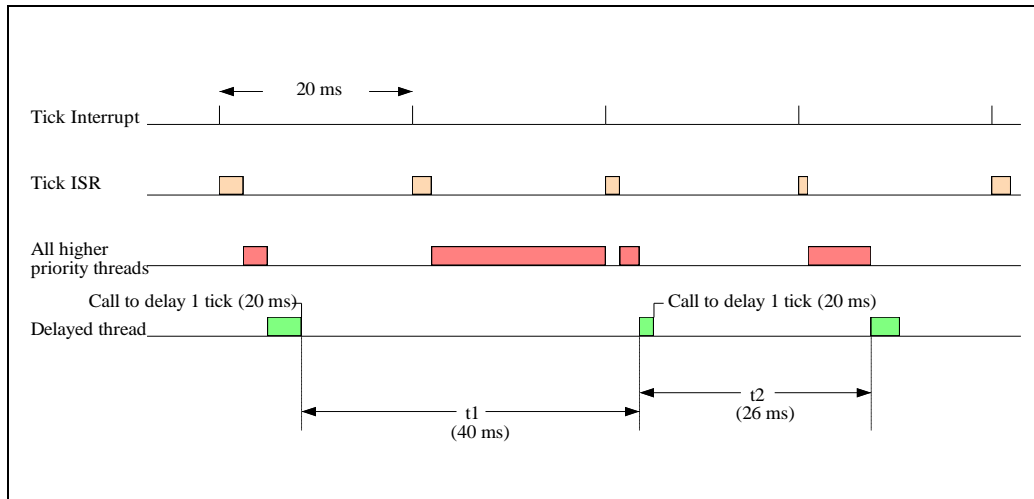 20 ms
Tick Interrupt
Tick ISR
All higher
priority threads
Call to delay 1 tick (20 ms)
Call to delay 1 tick (20 ms)
Delayed thread
t1
(40 ms)
t2
(26 ms)